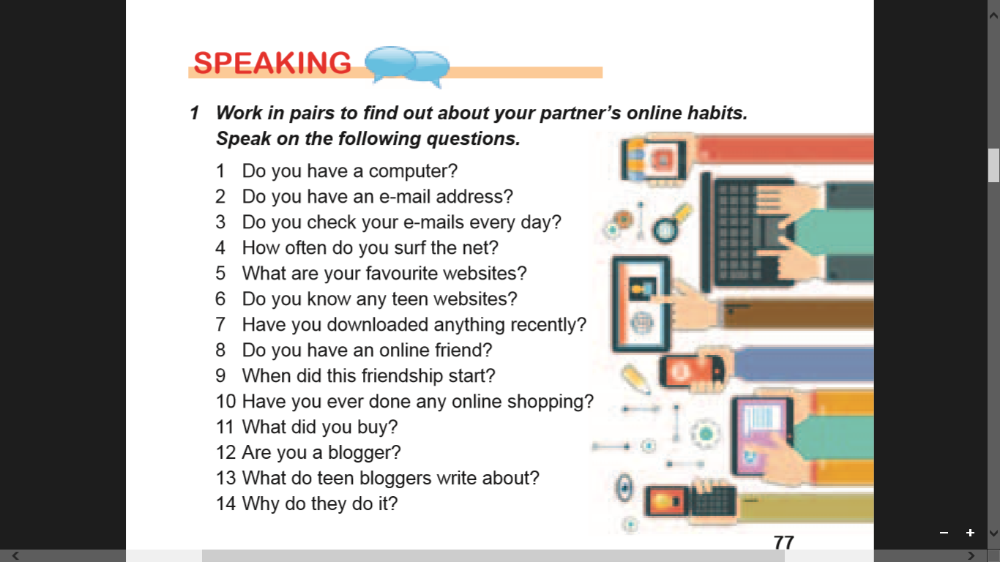 SPEAKING
1 Work in pairs to find out about your partner's online habits.
Speak on the following questions.
1 Do you have a computer?
2 Do you have an e-mail address?
3 Do you check your e-mails every day?
4 How often do you surf the net?
5 What are your favourite websites?
6 Do you know any teen websites?
7 Have you downloaded anything recently?
8 Do you have an online friend?
9 When did this friendship start?
10 Have you ever done any online shopping?
11 What did you buy?
12 Are you a blogger?
13 What do teen bloggers write about?
14 Why do they do it?
77